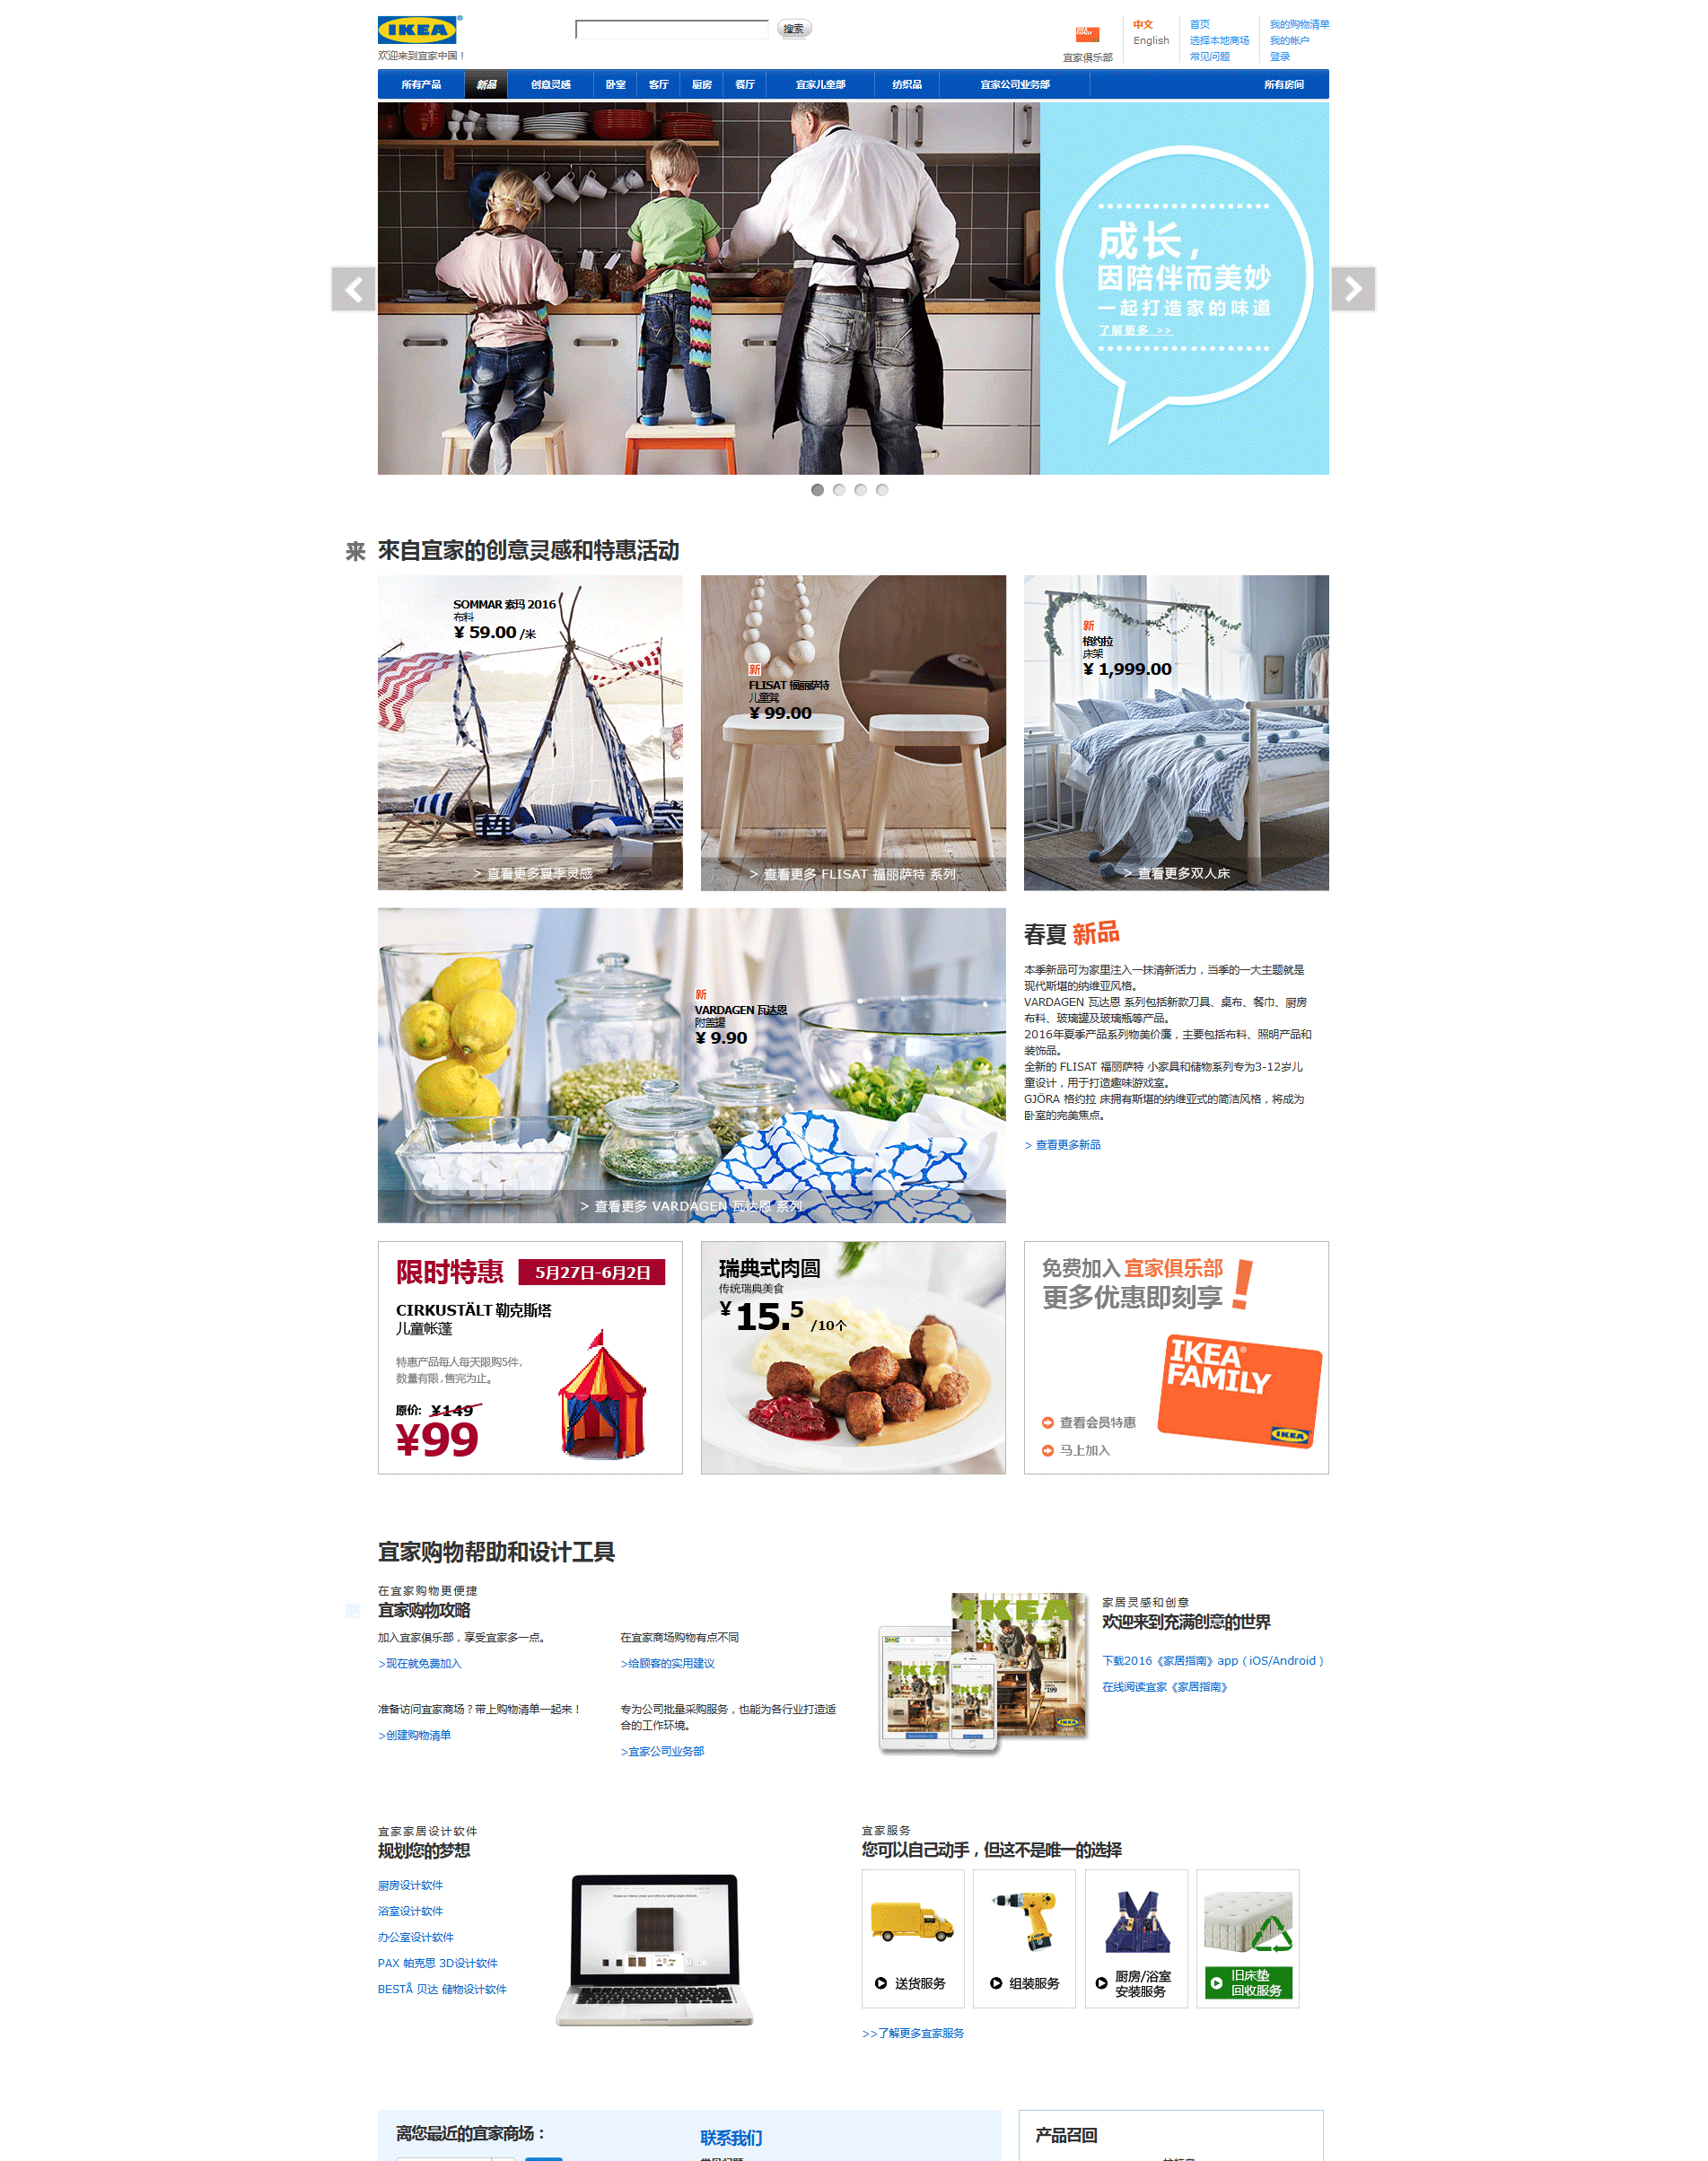 IKEA
搜索
宜家俱乐部
中文
English
首页
选择本地商场
常见问题
我的购物清单
我的帐户
登录
欢迎来到宜家中国！
所有产品 新品 创意灵感 卧室 客厅 厨房 餐厅 宜家儿童部 纺织品 宜家公司业务部 所有房间
成长，
因陪伴而美妙
一起打造家的味道
了解更多 >>
来
來自宜家的创意灵感和特惠活动
SOMMAR 索玛 2016
布料
¥ 59.00 /米
> 查看更多夏季灵感
新
FLISAT 福丽萨特
儿童凳
¥ 99.00
> 查看更多 FLISAT 福丽萨特 系列
新
格约拉
床架
¥ 1,999.00
> 查看更多双人床
新
VARDAGEN 瓦达恩
附盖罐
¥ 9.90
> 查看更多 VARDAGEN 瓦达恩 系列
春夏 新品
本季新品可为家里注入一抹清新活力，当季的一大主题就是
现代斯堪的纳维亚风格。
VARDAGEN 瓦达恩 系列包括新款刀具、桌布、餐巾、厨房
布料、玻璃罐及玻璃瓶等产品。
2016年夏季产品系列物美价廉，主要包括布料、照明产品和
装饰品。
全新的 FLISAT 福丽萨特 小家具和储物系列专为3-12岁儿
童设计，用于打造趣味游戏室。
GJÖRA 格约拉 床拥有斯堪的纳维亚式的简洁风格，将成为
卧室的完美焦点。
> 查看更多新品
限时特惠 5月27日-6月2日
CIRKUSTÄLT 勒克斯塔
儿童帐蓬
特惠产品每人每天限购5件，
数量有限，售完为止。
原价: ¥149
¥99
瑞典式肉圆
传统瑞典美食
¥15.5 /10个
免费加入 宜家俱乐部
更多优惠即刻享！
IKEA
FAMILY
IKEA
查看会员特惠
马上加入
宜家购物帮助和设计工具
在宜家购物更便捷
略
宜家购物攻略
加入宜家俱乐部，享受宜家多一点。
>现在就免费加入
在宜家商场购物有点不同
>给顾客的实用建议
准备访问宜家商场？带上购物清单一起来！
>创建购物清单
专为公司批量采购服务，也能为各行业打造适
合的工作环境。
>宜家公司业务部
IKEA
家居灵感和创意
欢迎来到充满创意的世界
下载2016《家居指南》app（iOS/Android）
在线阅读宜家《家居指南》
宜家家居设计软件
规划您的梦想
厨房设计软件
浴室设计软件
办公室设计软件
PAX 帕克思 3D设计软件
BESTÅ 贝达 储物设计软件
宜家服务
您可以自己动手，但这不是唯一的选择
送货服务
组装服务
厨房/浴室
安装服务
旧床垫
回收服务
>>了解更多宜家服务
离您最近的宜家商场：
联系我们
产品召回